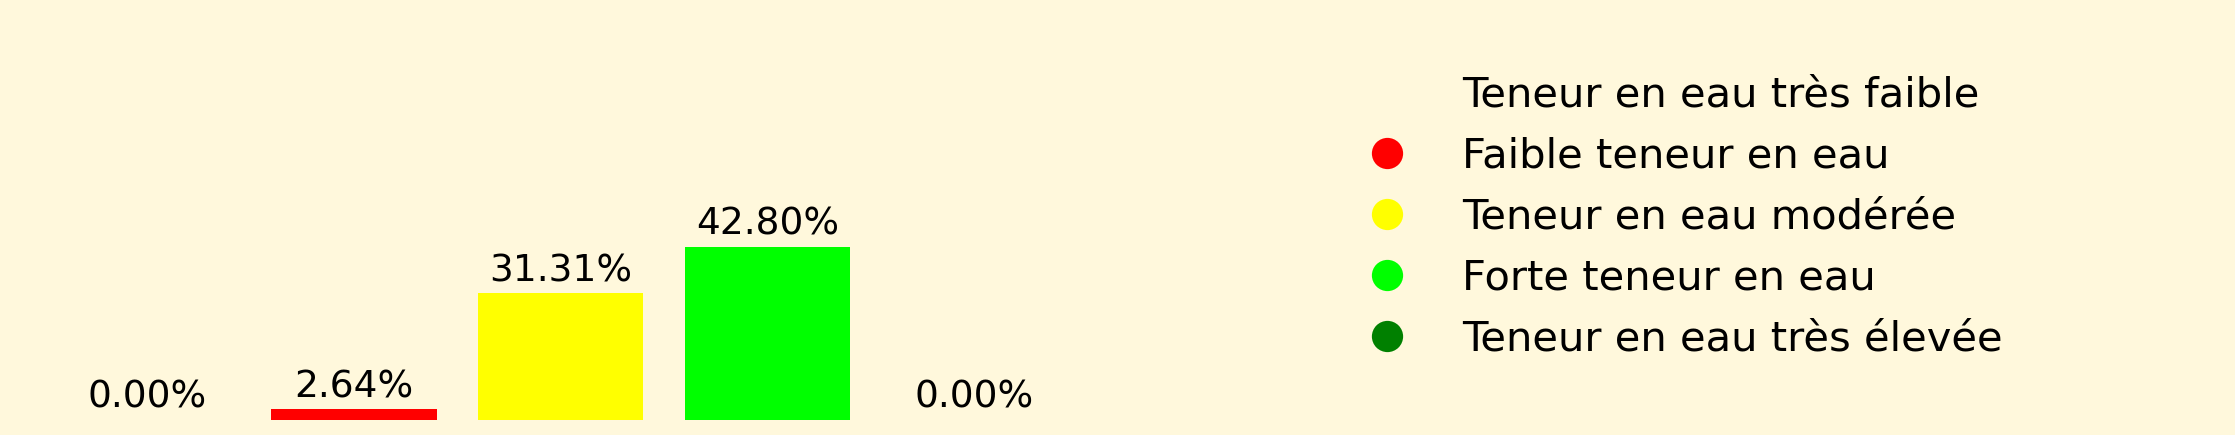 0.00%
2.64%
31.31%
42.80%
0.00%
Teneur en eau très faible
Faible teneur en eau
Teneur en eau modérée
Forte teneur en eau
Teneur en eau très élevée